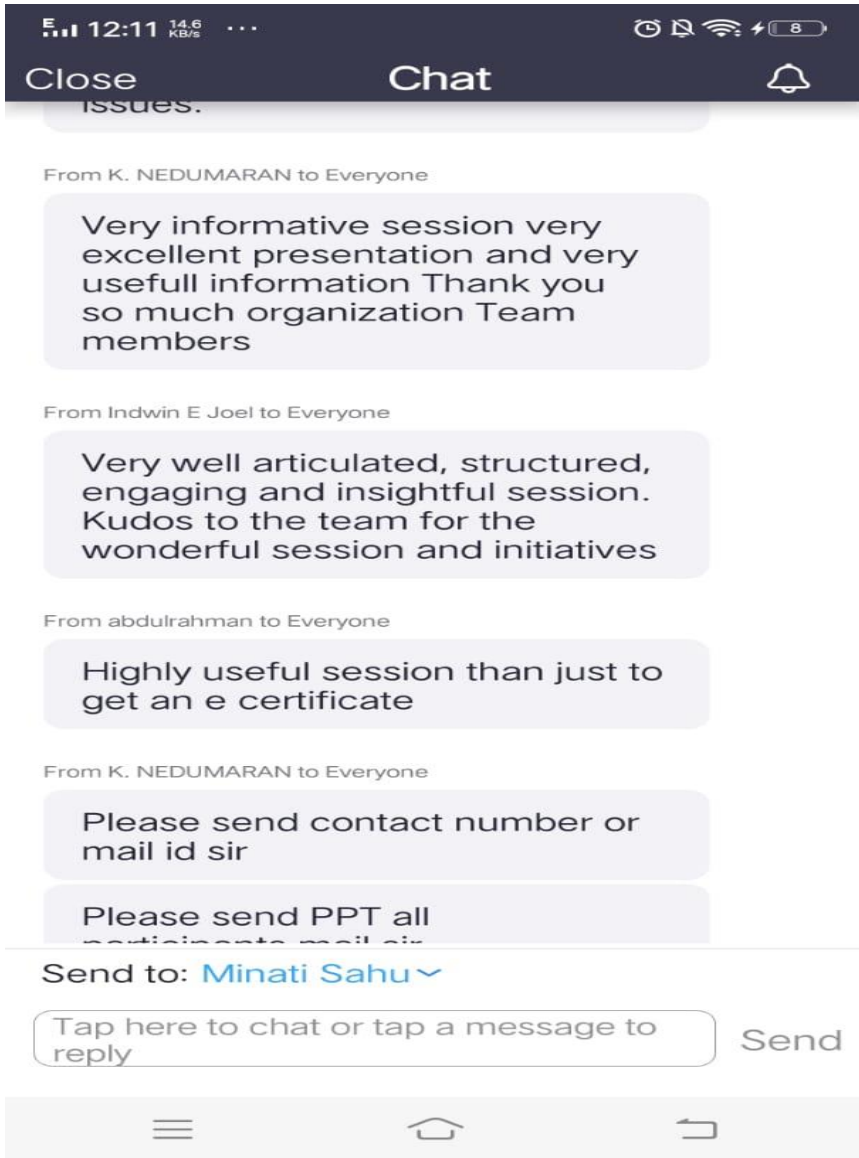 E 12:11 14.6 KB/s ...
8
Close Chat
issues.
From K. NEDUMARAN to Everyone
Very informative session very
excellent presentation and very
usefull information Thank you
so much organization Team
members
From Indwin E Joel to Everyone
Very well articulated, structured,
engaging and insightful session.
Kudos to the team for the
wonderful session and initiatives
From abdulrahman to Everyone
Highly useful session than just to
get an e certificate
From K. NEDUMARAN to Everyone
Please send contact number or
mail id sir
Please send PPT all
participants mail sir
Send to: Minati Sahu
Tap here to chat or tap a message to
reply
Send